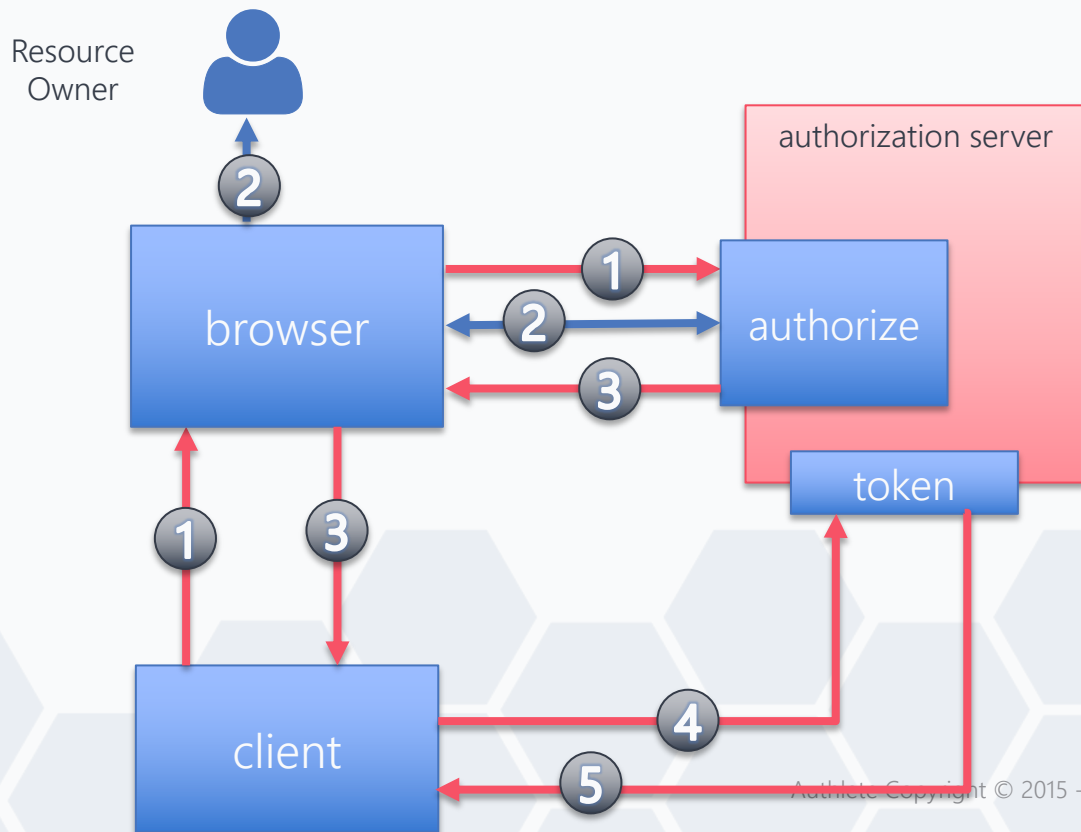 Resource
Owner
authorization server
2
1
browser
2
authorize
3
token
1
3
4
client
5
Authlete Copyright © 2015 -